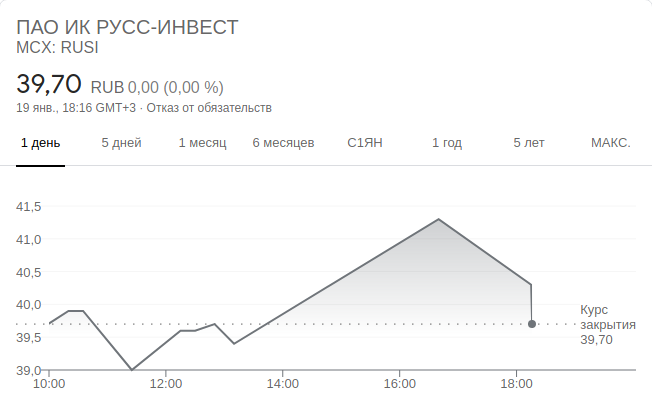 ПАО ИК РУСС-ИНВЕСТ
MCX: RUSI
39,70 RUB 0,00 (0,00 %)
19 янв., 18:16 GMT+3 · Отказ от обязательств
1 день 5 дней 1 месяц 6 месяцев С1ЯН 1 год 5 лет МАКС.
41,5
41,0
40,5
40,0
39,5
39,0
Курс
закрытия
39,70
10:00 12:00 14:00 16:00 18:00